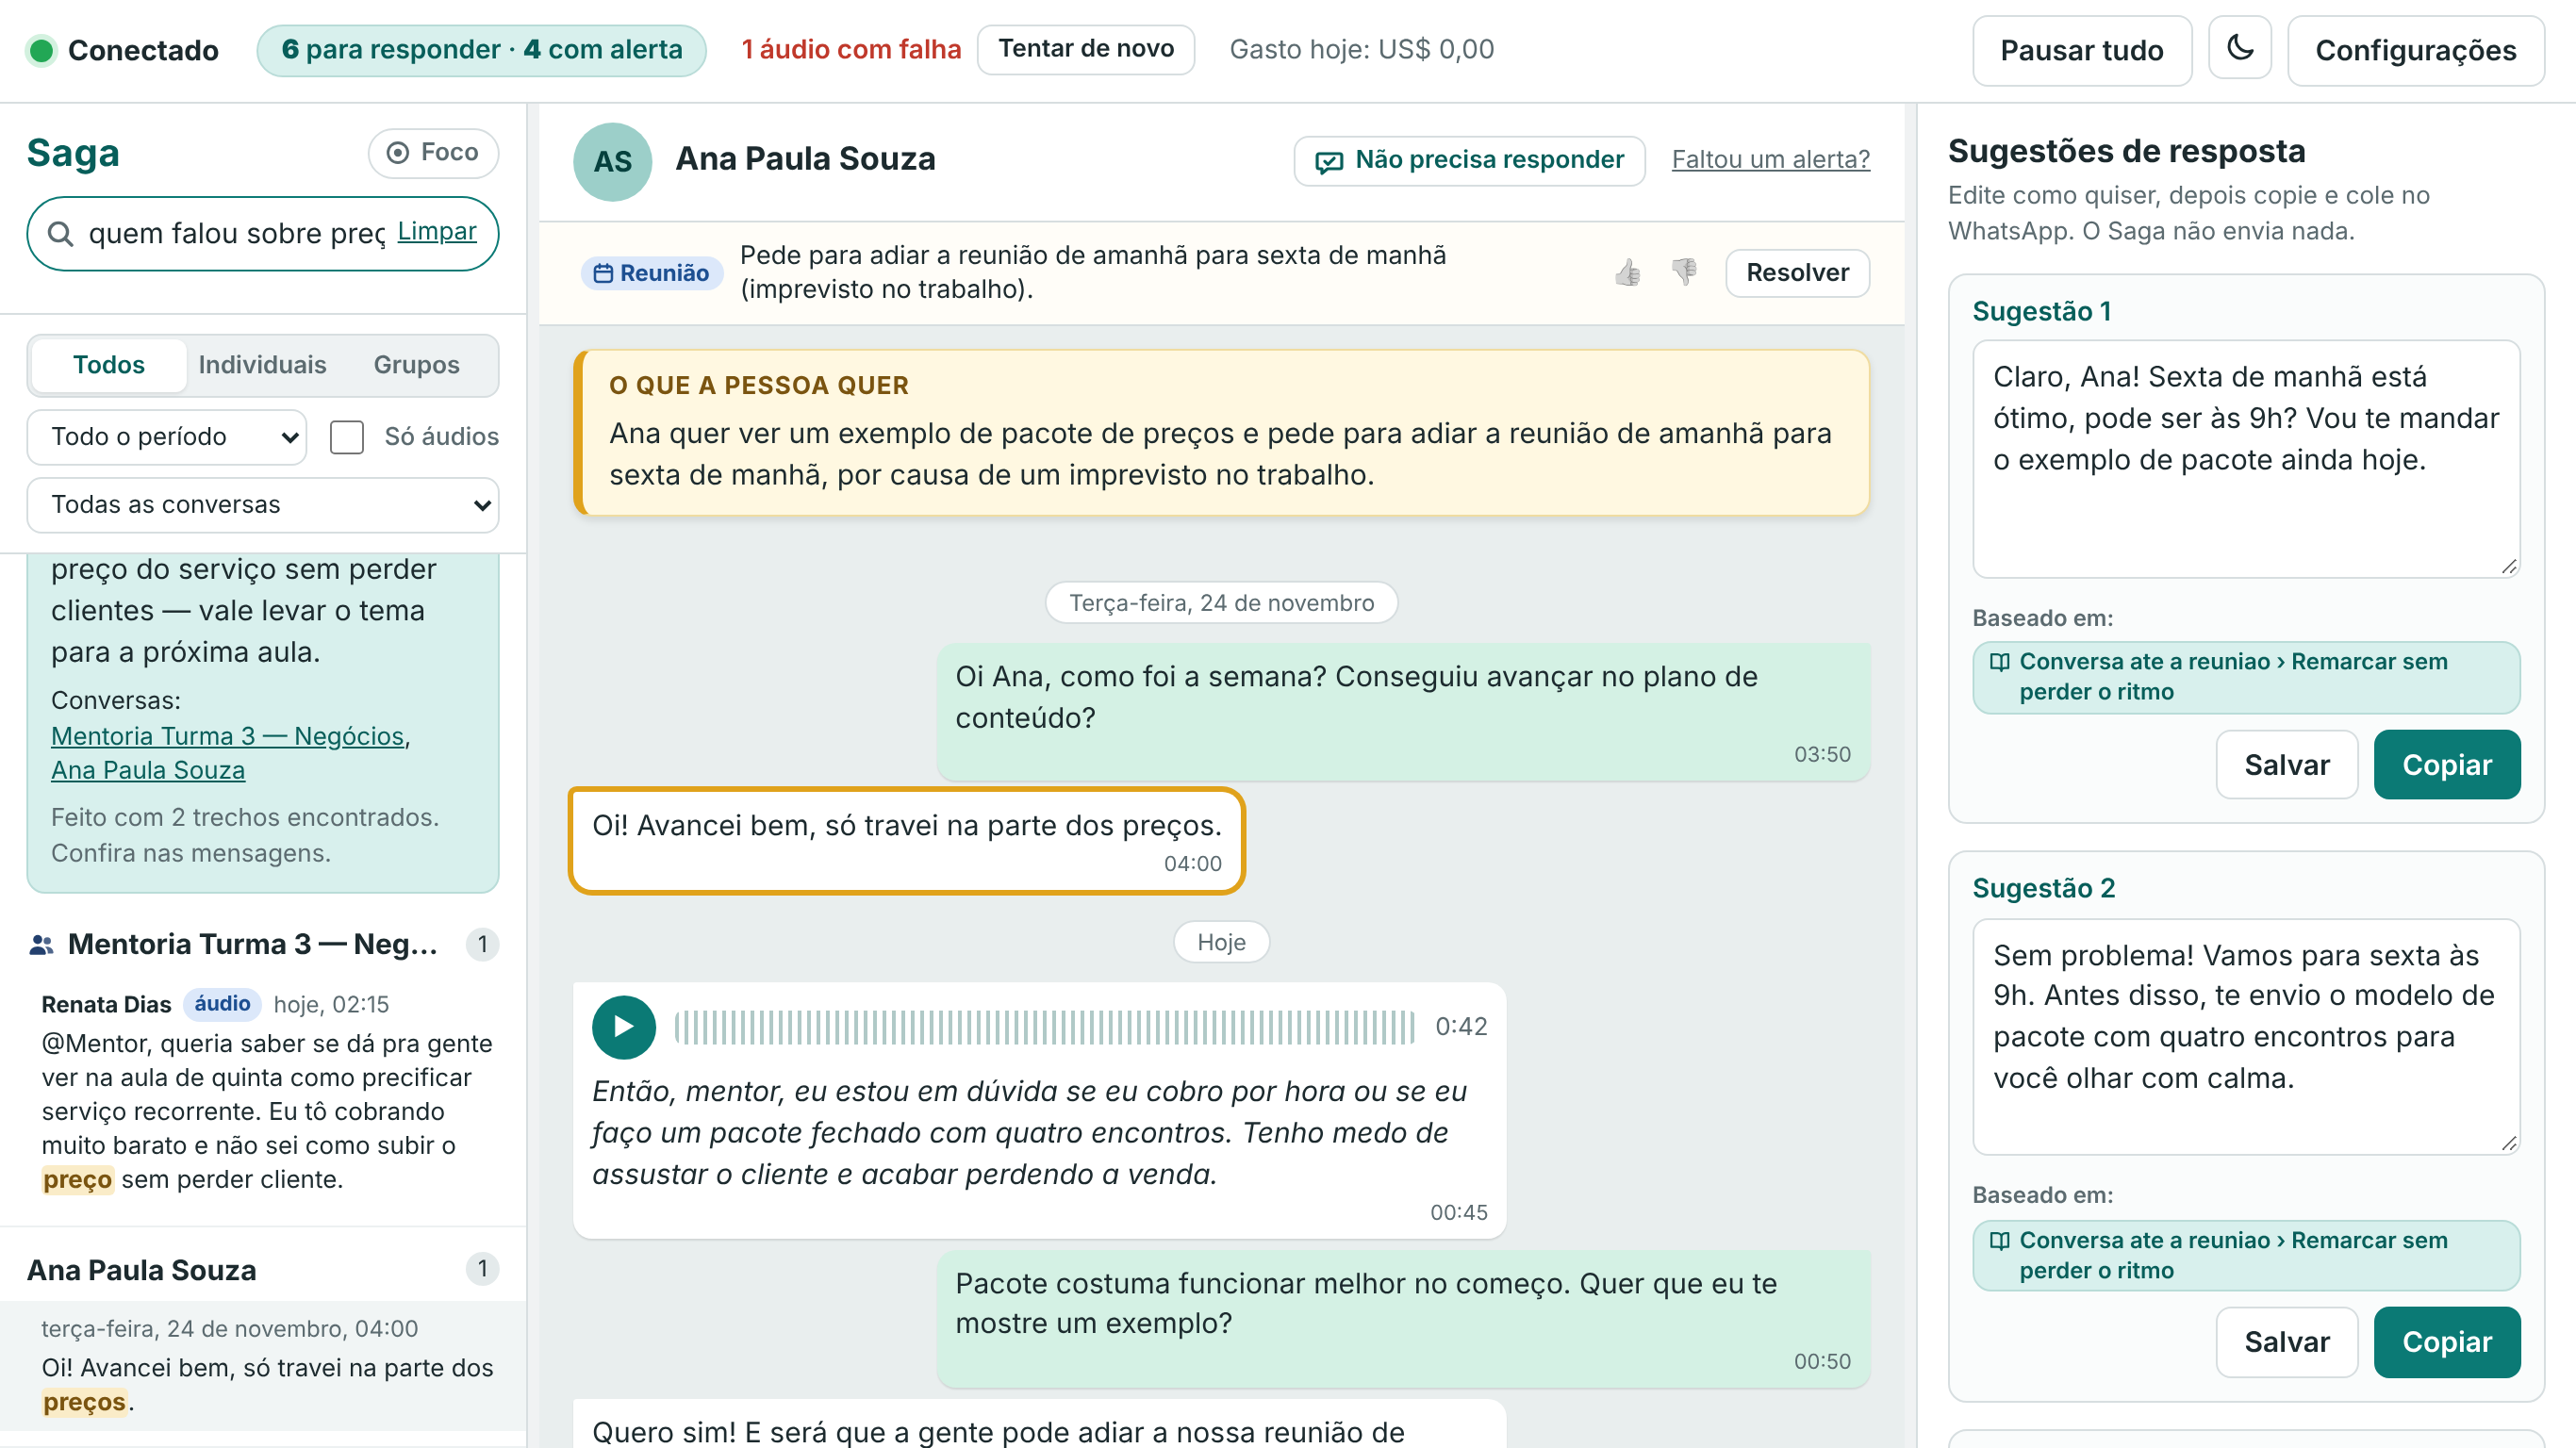 Conectado
6 para responder · 4 com alerta
1 áudio com falha
Tentar de novo
Gasto hoje: US$ 0,00
Pausar tudo
Configurações
Saga
Foco
quem falou sobre preç
Limpar
Todos
Individuais
Grupos
Todo o período
Só áudios
Todas as conversas
preço do serviço sem perder
clientes — vale levar o tema
para a próxima aula.
Conversas:
Mentoria Turma 3 — Negócios,
Ana Paula Souza
Feito com 2 trechos encontrados.
Confira nas mensagens.
Mentoria Turma 3 — Neg...
1
Renata Dias
áudio
hoje, 02:15
@Mentor, queria saber se dá pra gente
ver na aula de quinta como precificar
serviço recorrente. Eu tô cobrando
muito barato e não sei como subir o
preço sem perder cliente.
Ana Paula Souza
1
terça-feira, 24 de novembro, 04:00
Oi! Avancei bem, só travei na parte dos
preços.
AS
Ana Paula Souza
Não precisa responder
Faltou um alerta?
Reunião
Pede para adiar a reunião de amanhã para sexta de manhã
(imprevisto no trabalho).
Resolver
O QUE A PESSOA QUER
Ana quer ver um exemplo de pacote de preços e pede para adiar a reunião de amanhã para
sexta de manhã, por causa de um imprevisto no trabalho.
Terça-feira, 24 de novembro
Oi Ana, como foi a semana? Conseguiu avançar no plano de
conteúdo?
03:50
Oi! Avancei bem, só travei na parte dos preços.
04:00
Hoje
0:42
Então, mentor, eu estou em dúvida se eu cobro por hora ou se eu
faço um pacote fechado com quatro encontros. Tenho medo de
assustar o cliente e acabar perdendo a venda.
00:45
Pacote costuma funcionar melhor no começo. Quer que eu te
mostre um exemplo?
00:50
Quero sim! E será que a gente pode adiar a nossa reunião de
Sugestões de resposta
Edite como quiser, depois copie e cole no
WhatsApp. O Saga não envia nada.
Sugestão 1
Claro, Ana! Sexta de manhã está
ótimo, pode ser às 9h? Vou te mandar
o exemplo de pacote ainda hoje.
Baseado em:
Conversa ate a reuniao › Remarcar sem
perder o ritmo
Salvar
Copiar
Sugestão 2
Sem problema! Vamos para sexta às
9h. Antes disso, te envio o modelo de
pacote com quatro encontros para
você olhar com calma.
Baseado em:
Conversa ate a reuniao › Remarcar sem
perder o ritmo
Salvar
Copiar